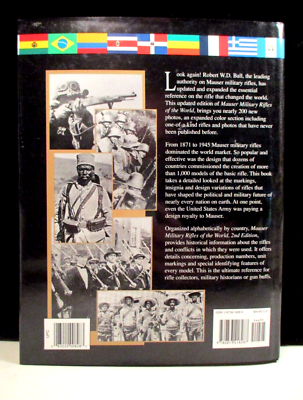 Look again! Robert W.D. Ball, the leading
authority on Mauser military rifles, has
updated and expanded the essential
reference on the rifle that changed the world.
This updated edition of Mauser Military Rifles
of the World, brings you nearly 200 new
photos, an expanded color section including
one-of-a-kind rifles and photos that have never
been published before.
From 1871 to 1945 Mauser military rifles
dominated the world market. So popular and
effective was the design that dozens of
countries commissioned the creation of more
than 1,000 models of the basic rifle. This book
takes a detailed looked at the markings,
insignia and design variations of rifles that
have shaped the political and military future of
nearly every nation on earth. At one point,
even the United States Army was paying a
design royalty to Mauser.
Organized alphabetically by country, Mauser
Military Rifles of the World, 2nd Edition,
provides historical information about the rifles
and conflicts in which they were used. It offers
details concerning, production numbers, unit
markings and special identifying features of
every model. This is the ultimate reference for
rifle collectors, military historians or gun buffs.